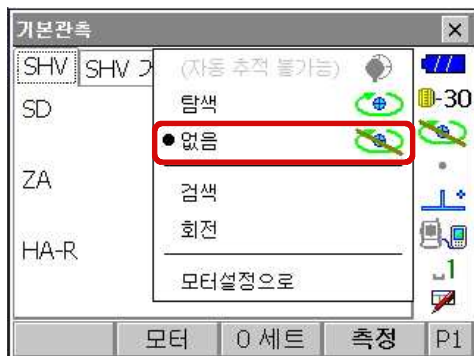 기본관측
SHV SHV
(자동 추적 불가능)
탐색
없음
검색
회전
모터설정으로
SD
ZA
HA-R
-30
1
모터 0 세트 측정 P1